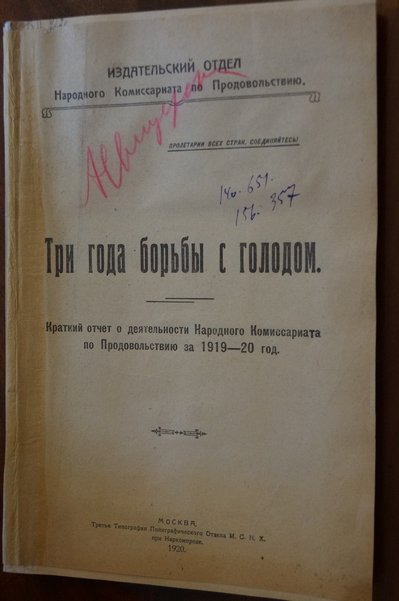 ИЗДАТЕЛЬСКИЙ ОТДЕЛ
Народного Комиссариата по Продовольствию.
ПРОЛЕТАРИИ ВСЕХ СТРАН, СОЕДИНЯЙТЕСЬ!
140. 651.
156. 357
Три года борьбы с голодом.
Краткий отчет о деятельности Народного Комиссариата
по Продовольствию за 1919—20 год.
МОСКВА.
Третья Типография Полиграфического Отдела М. С. Н. Х.
при Наркомпроде.
1920.